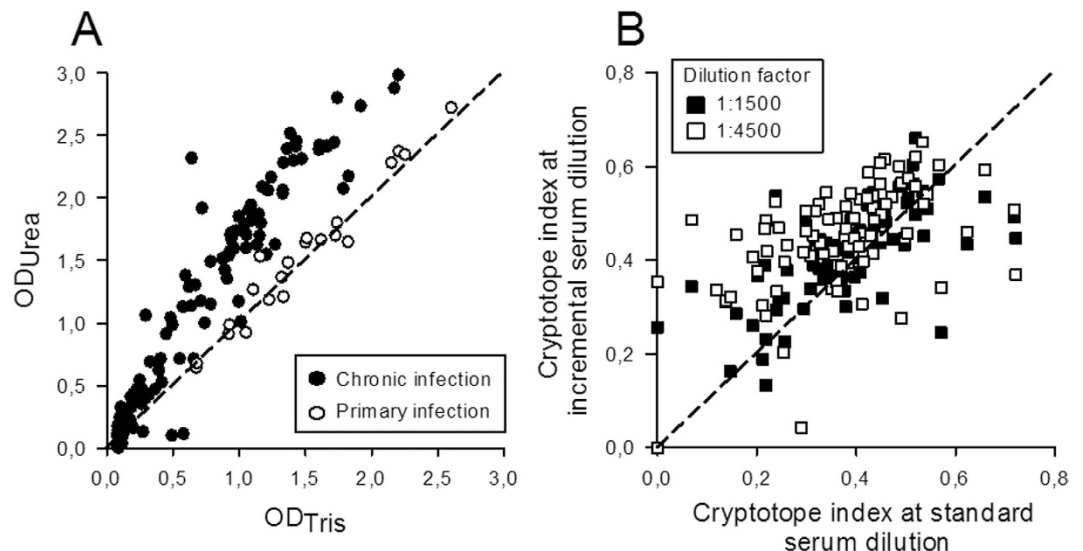 A
3,0
2,5
2,0
1,5
1,0
0,5
0,0
ODUrea
0,0 0,5 1,0 1,5 2,0 2,5 3,0
ODTris
Chronic infection
Primary infection
B
0,8
0,6
0,4
0,2
0,0
Cryptotope index at
incremental serum dilution
Dilution factor
1:1500
1:4500
0,0 0,2 0,4 0,6 0,8
Cryptotope index at standard
serum dilution